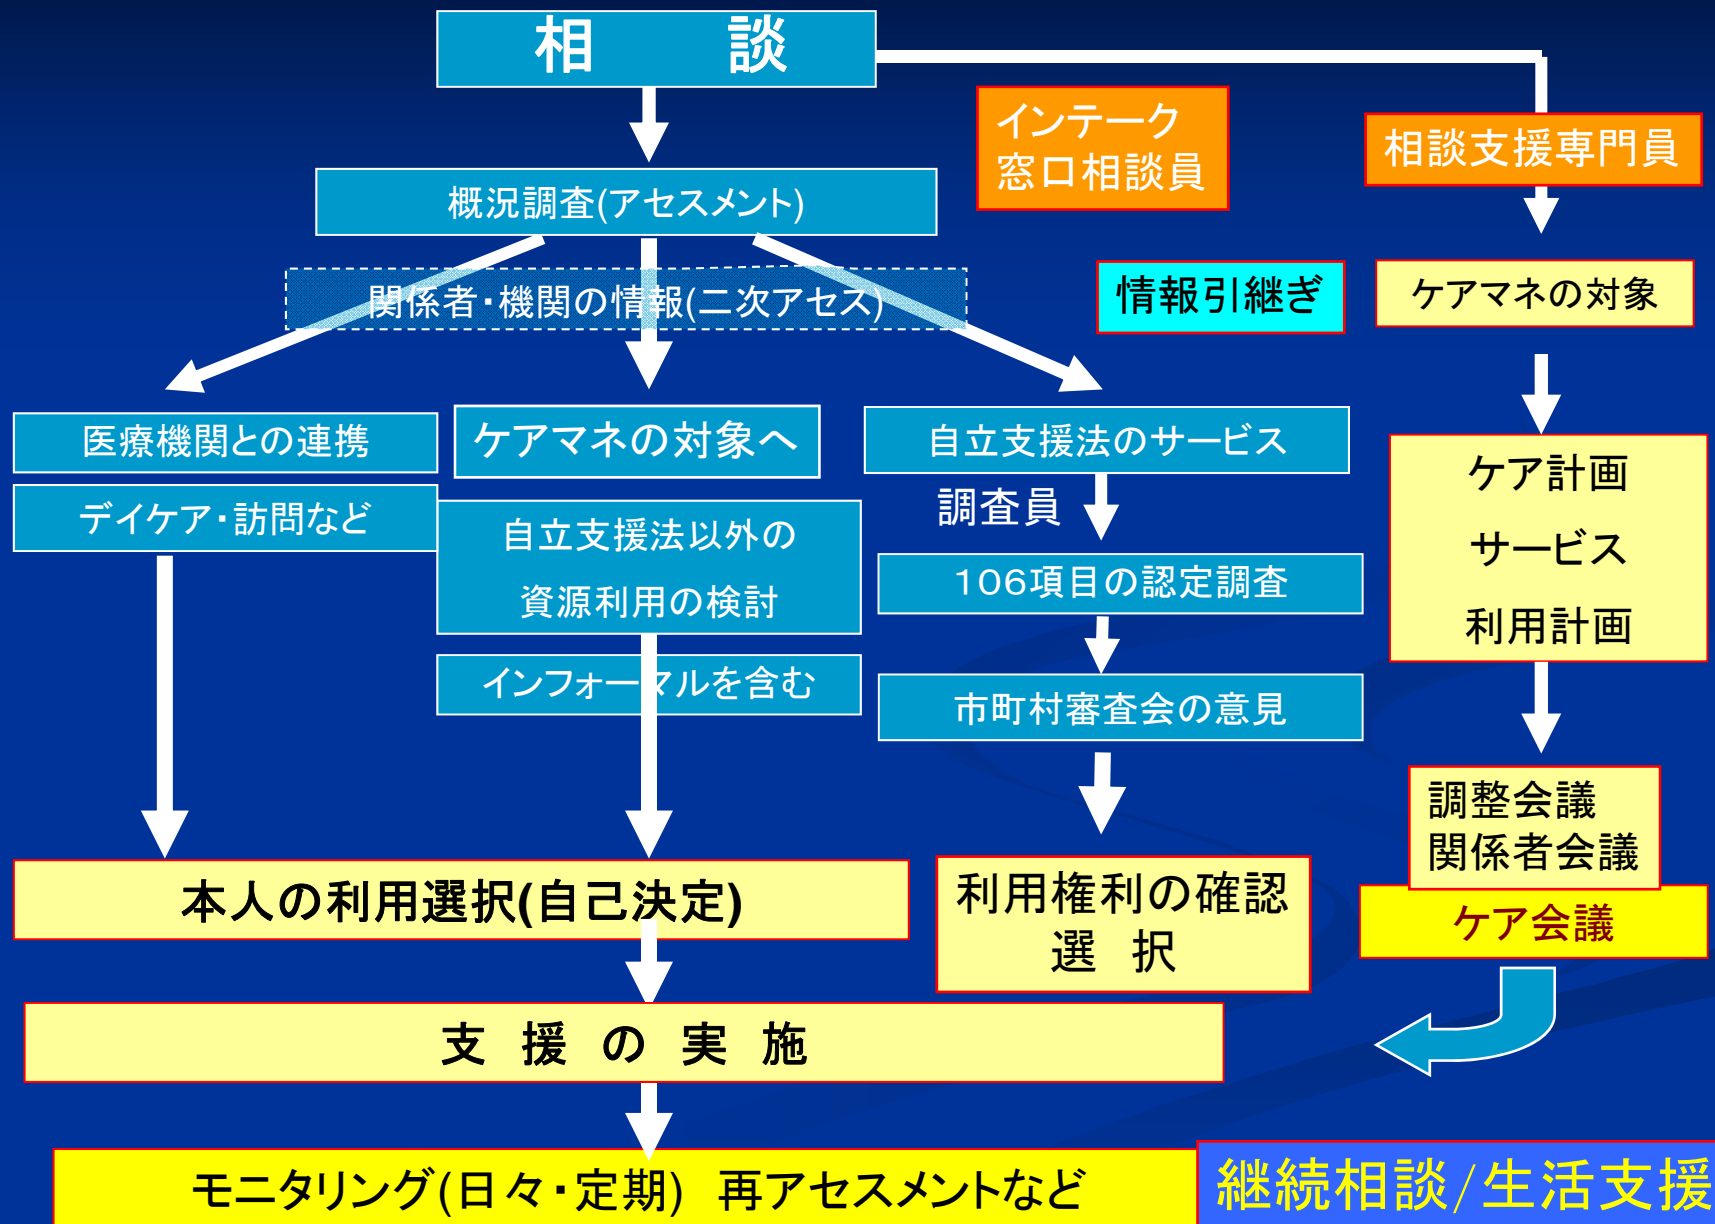 相　談
インテーク
窓口相談員
相談支援専門員
概況調査(アセスメント)
関係者・機関の情報(二次アセス)
情報引継ぎ
ケアマネの対象
医療機関との連携
デイケア・訪問など
ケアマネの対象へ
自立支援法以外の
資源利用の検討
インフォーマルを含む
自立支援法のサービス
調査員
106項目の認定調査
市町村審査会の意見
ケア計画
サービス
利用計画
調整会議
関係者会議
ケア会議
本人の利用選択(自己決定)
利用権利の確認
選　択
支　援　の　実　施
モニタリング(日々・定期)　再アセスメントなど
継続相談/生活支援